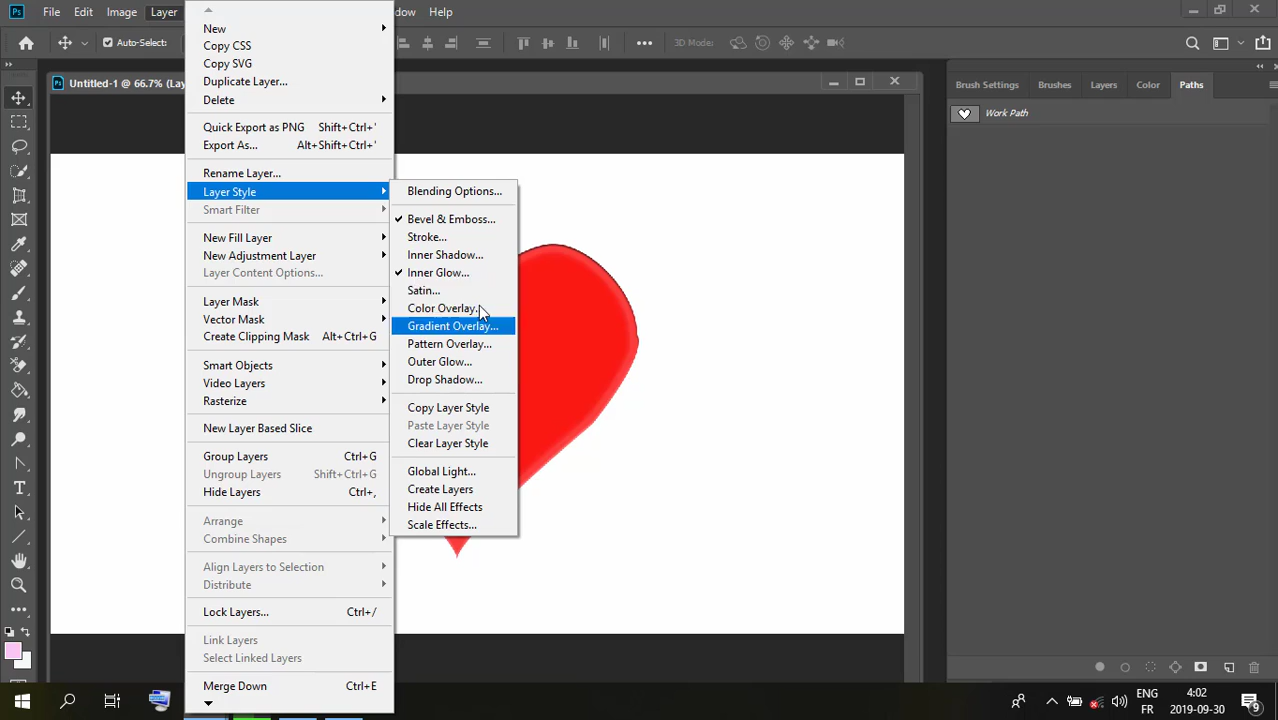 Ps File Edit Image Layer dow Help
Auto-Select:
3D Mode:
Ps Untitled-1 @ 66.7% (La
New
Copy CSS
Copy SVG
Duplicate Layer...
Delete
Quick Export as PNG Shift+Ctrl+'
Export As... Alt+Shift+Ctrl+'
Rename Layer...
Layer Style
Smart Filter
New Fill Layer
New Adjustment Layer
Layer Content Options...
Layer Mask
Vector Mask
Create Clipping Mask Alt+Ctrl+G
Smart Objects
Video Layers
Rasterize
New Layer Based Slice
Group Layers Ctrl+G
Ungroup Layers Shift+Ctrl+G
Hide Layers Ctrl+,
Arrange
Combine Shapes
Align Layers to Selection
Distribute
Lock Layers... Ctrl+/
Link Layers
Select Linked Layers
Merge Down Ctrl+E
Blending Options...
Bevel & Emboss...
Stroke...
Inner Shadow...
Inner Glow...
Satin...
Color Overlay..
Gradient Overlay...
Pattern Overlay...
Outer Glow...
Drop Shadow...
Copy Layer Style
Paste Layer Style
Clear Layer Style
Global Light...
Create Layers
Hide All Effects
Scale Effects...
Brush Settings Brushes Layers Color Paths
Work Path
ENG
FR
4:02
2019-09-30
9